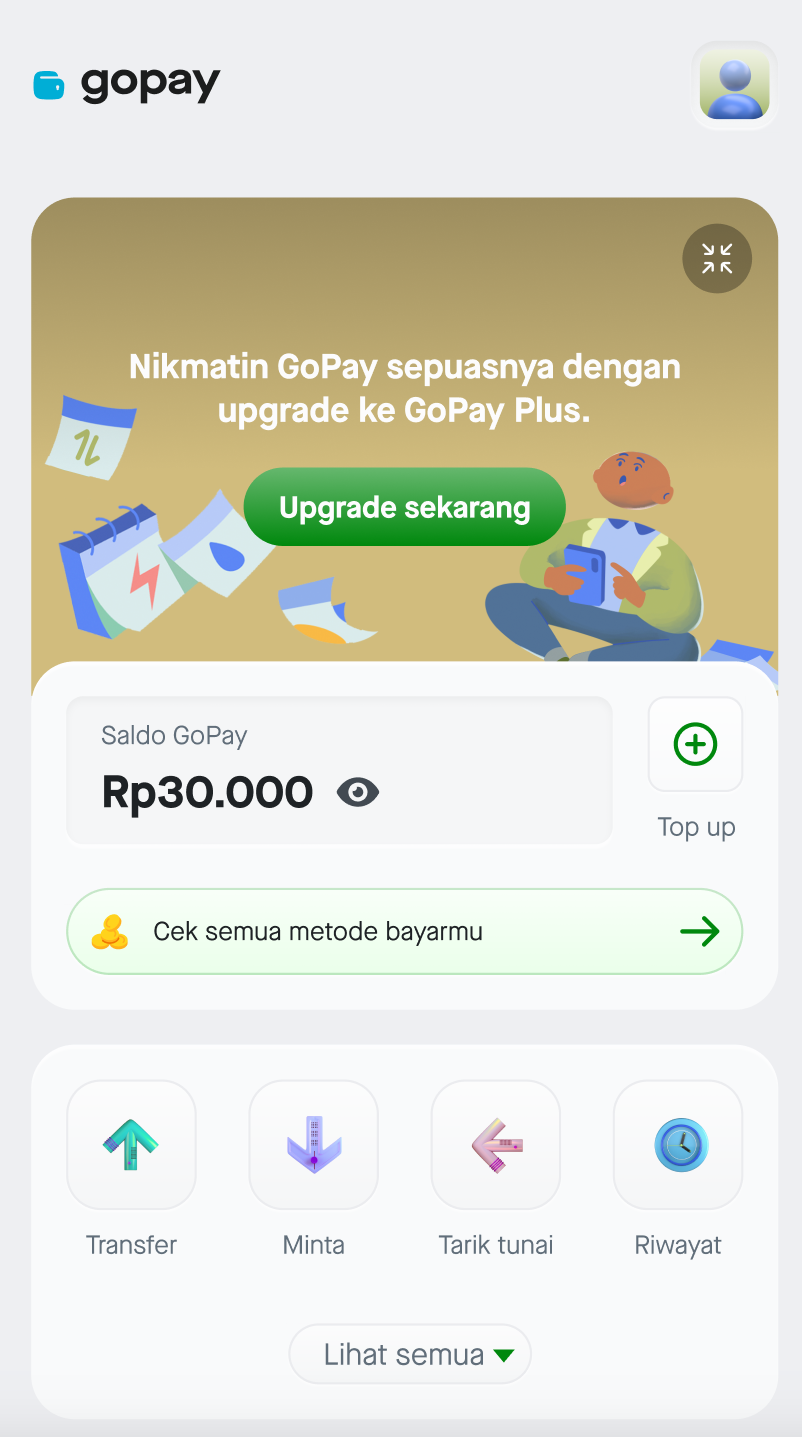 gopay
Nikmatin GoPay sepuasnya dengan
upgrade ke GoPay Plus.
Upgrade sekarang
Saldo GoPay
Rp30.000
Top up
Cek semua metode bayarmu
Transfer
Minta
Tarik tunai
Riwayat
Lihat semua